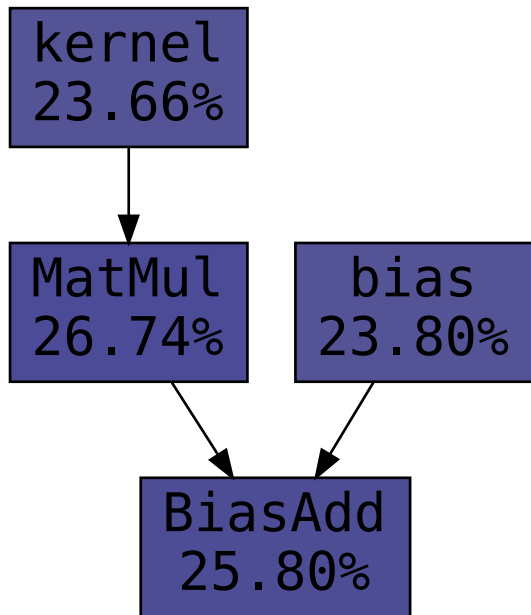 kernel
23.66%
MatMul
26.74%
bias
23.80%
BiasAdd
25.80%